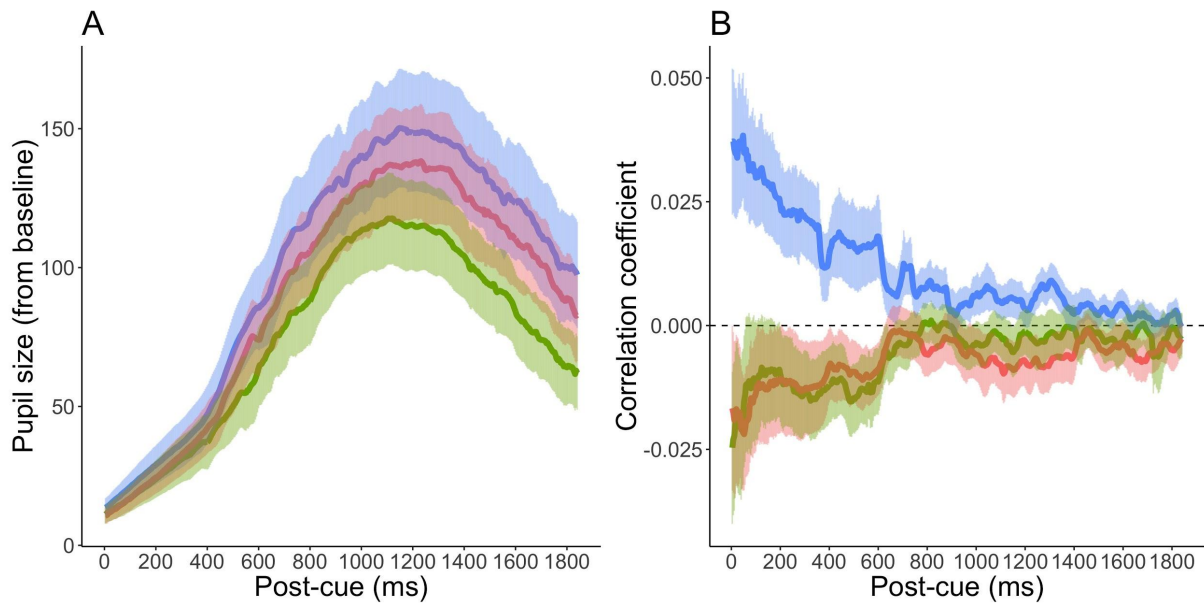 A
Pupil size (from baseline)
150
100
50
0
0 200 400 600 800 1000 1200 1400 1600 1800
Post-cue (ms)
B
Correlation coefficient
0.050
0.025
0.000
-0.025
0 200 400 600 800 1000 1200 1400 1600 1800
Post-cue (ms)